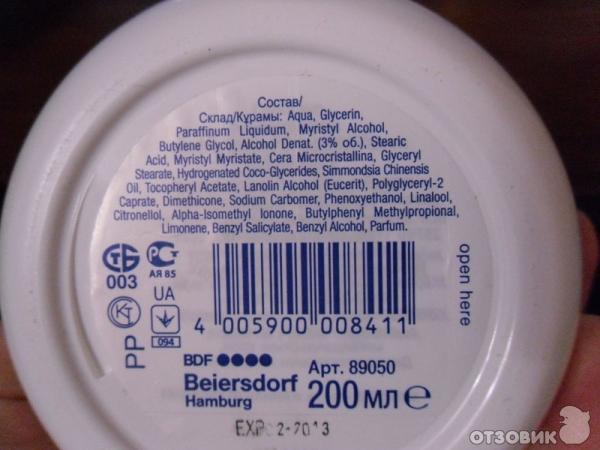 Состав/
Склад/Құрамы: Aqua, Glycerin,
Paraffinum Liquidum, Myristyl Alcohol,
Butylene Glycol, Alcohol Denat. (3% об.), Stearic
Acid, Myristyl Myristate, Cera Microcristallina, Glyceryl
Stearate, Hydrogenated Coco-Glycerides, Simmondsia Chinensis
Oil, Tocopheryl Acetate, Lanolin Alcohol (Eucerit), Polyglyceryl-2
Caprate, Dimethicone, Sodium Carbomer, Phenoxyethanol, Linalool,
Citronellol, Alpha-Isomethyl Ionone, Butylphenyl Methylpropional,
Limonene, Benzyl Salicylate, Benzyl Alcohol, Parfum.
open here
СТБ
003
РСТ
АЯ 85
КТ
UA
094
PP
4 005900 008411
BDF
Beiersdorf
Hamburg
Арт. 89050
200 мл e
EXP 2-2013
ОТЗОВИК